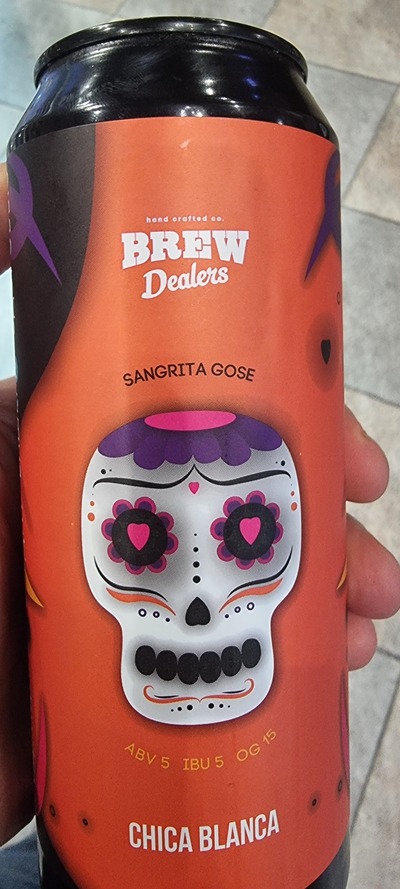 hand crafted co.
BREW
Dealers
SANGRITA GOSE
ABV 5 IBU 5 OG 15
CHICA BLANCA